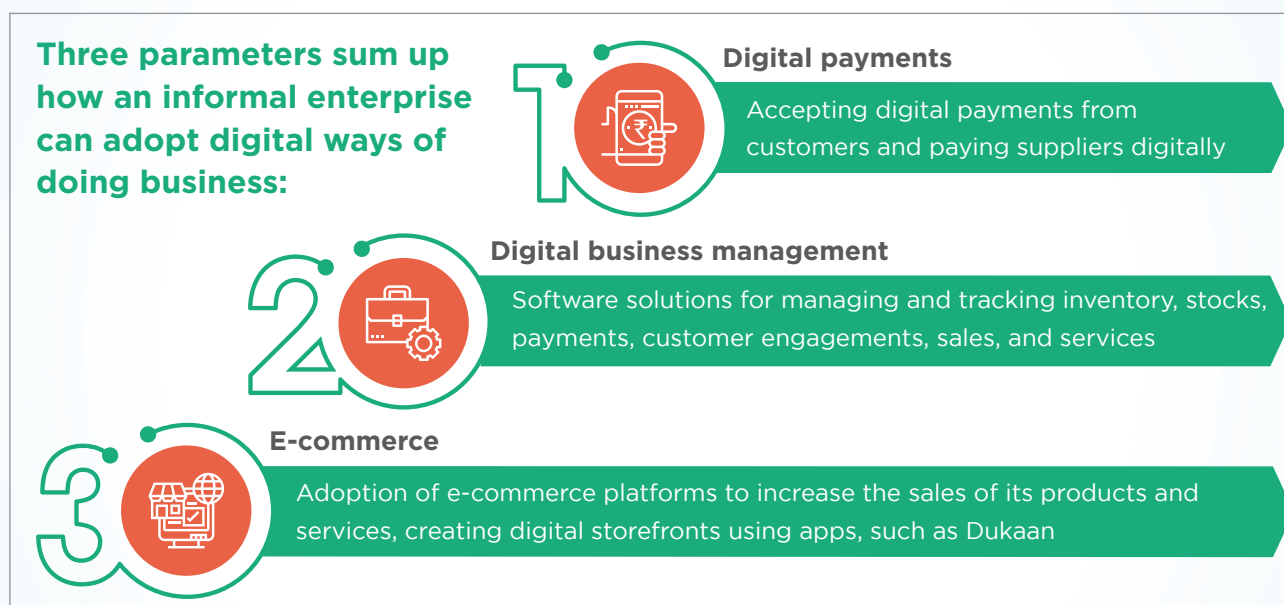 Three parameters sum up
how an informal enterprise
can adopt digital ways of
doing business:
1
Digital payments
₹
Accepting digital payments from
customers and paying suppliers digitally
2
Digital business management
Software solutions for managing and tracking inventory, stocks,
payments, customer engagements, sales, and services
3
E-commerce
Adoption of e-commerce platforms to increase the sales of its products and
services, creating digital storefronts using apps, such as Dukaan